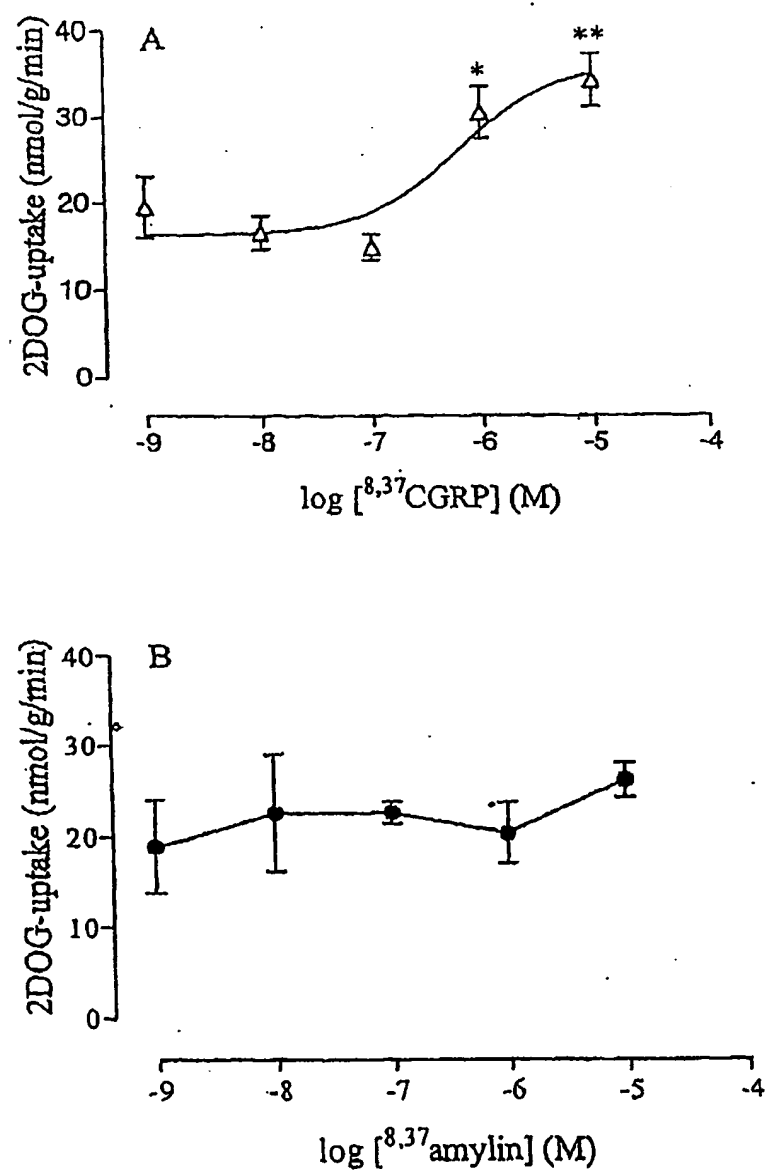 A
* **
2DOG-uptake (nmol/g/min)
40
30
20
10
0
-9 -8 -7 -6 -5 -4
log [⁸,³⁷CGRP] (M)
B
2DOG-uptake (nmol/g/min)
40
30
20
10
0
-9 -8 -7 -6 -5 -4
log [⁸,³⁷amylin] (M)